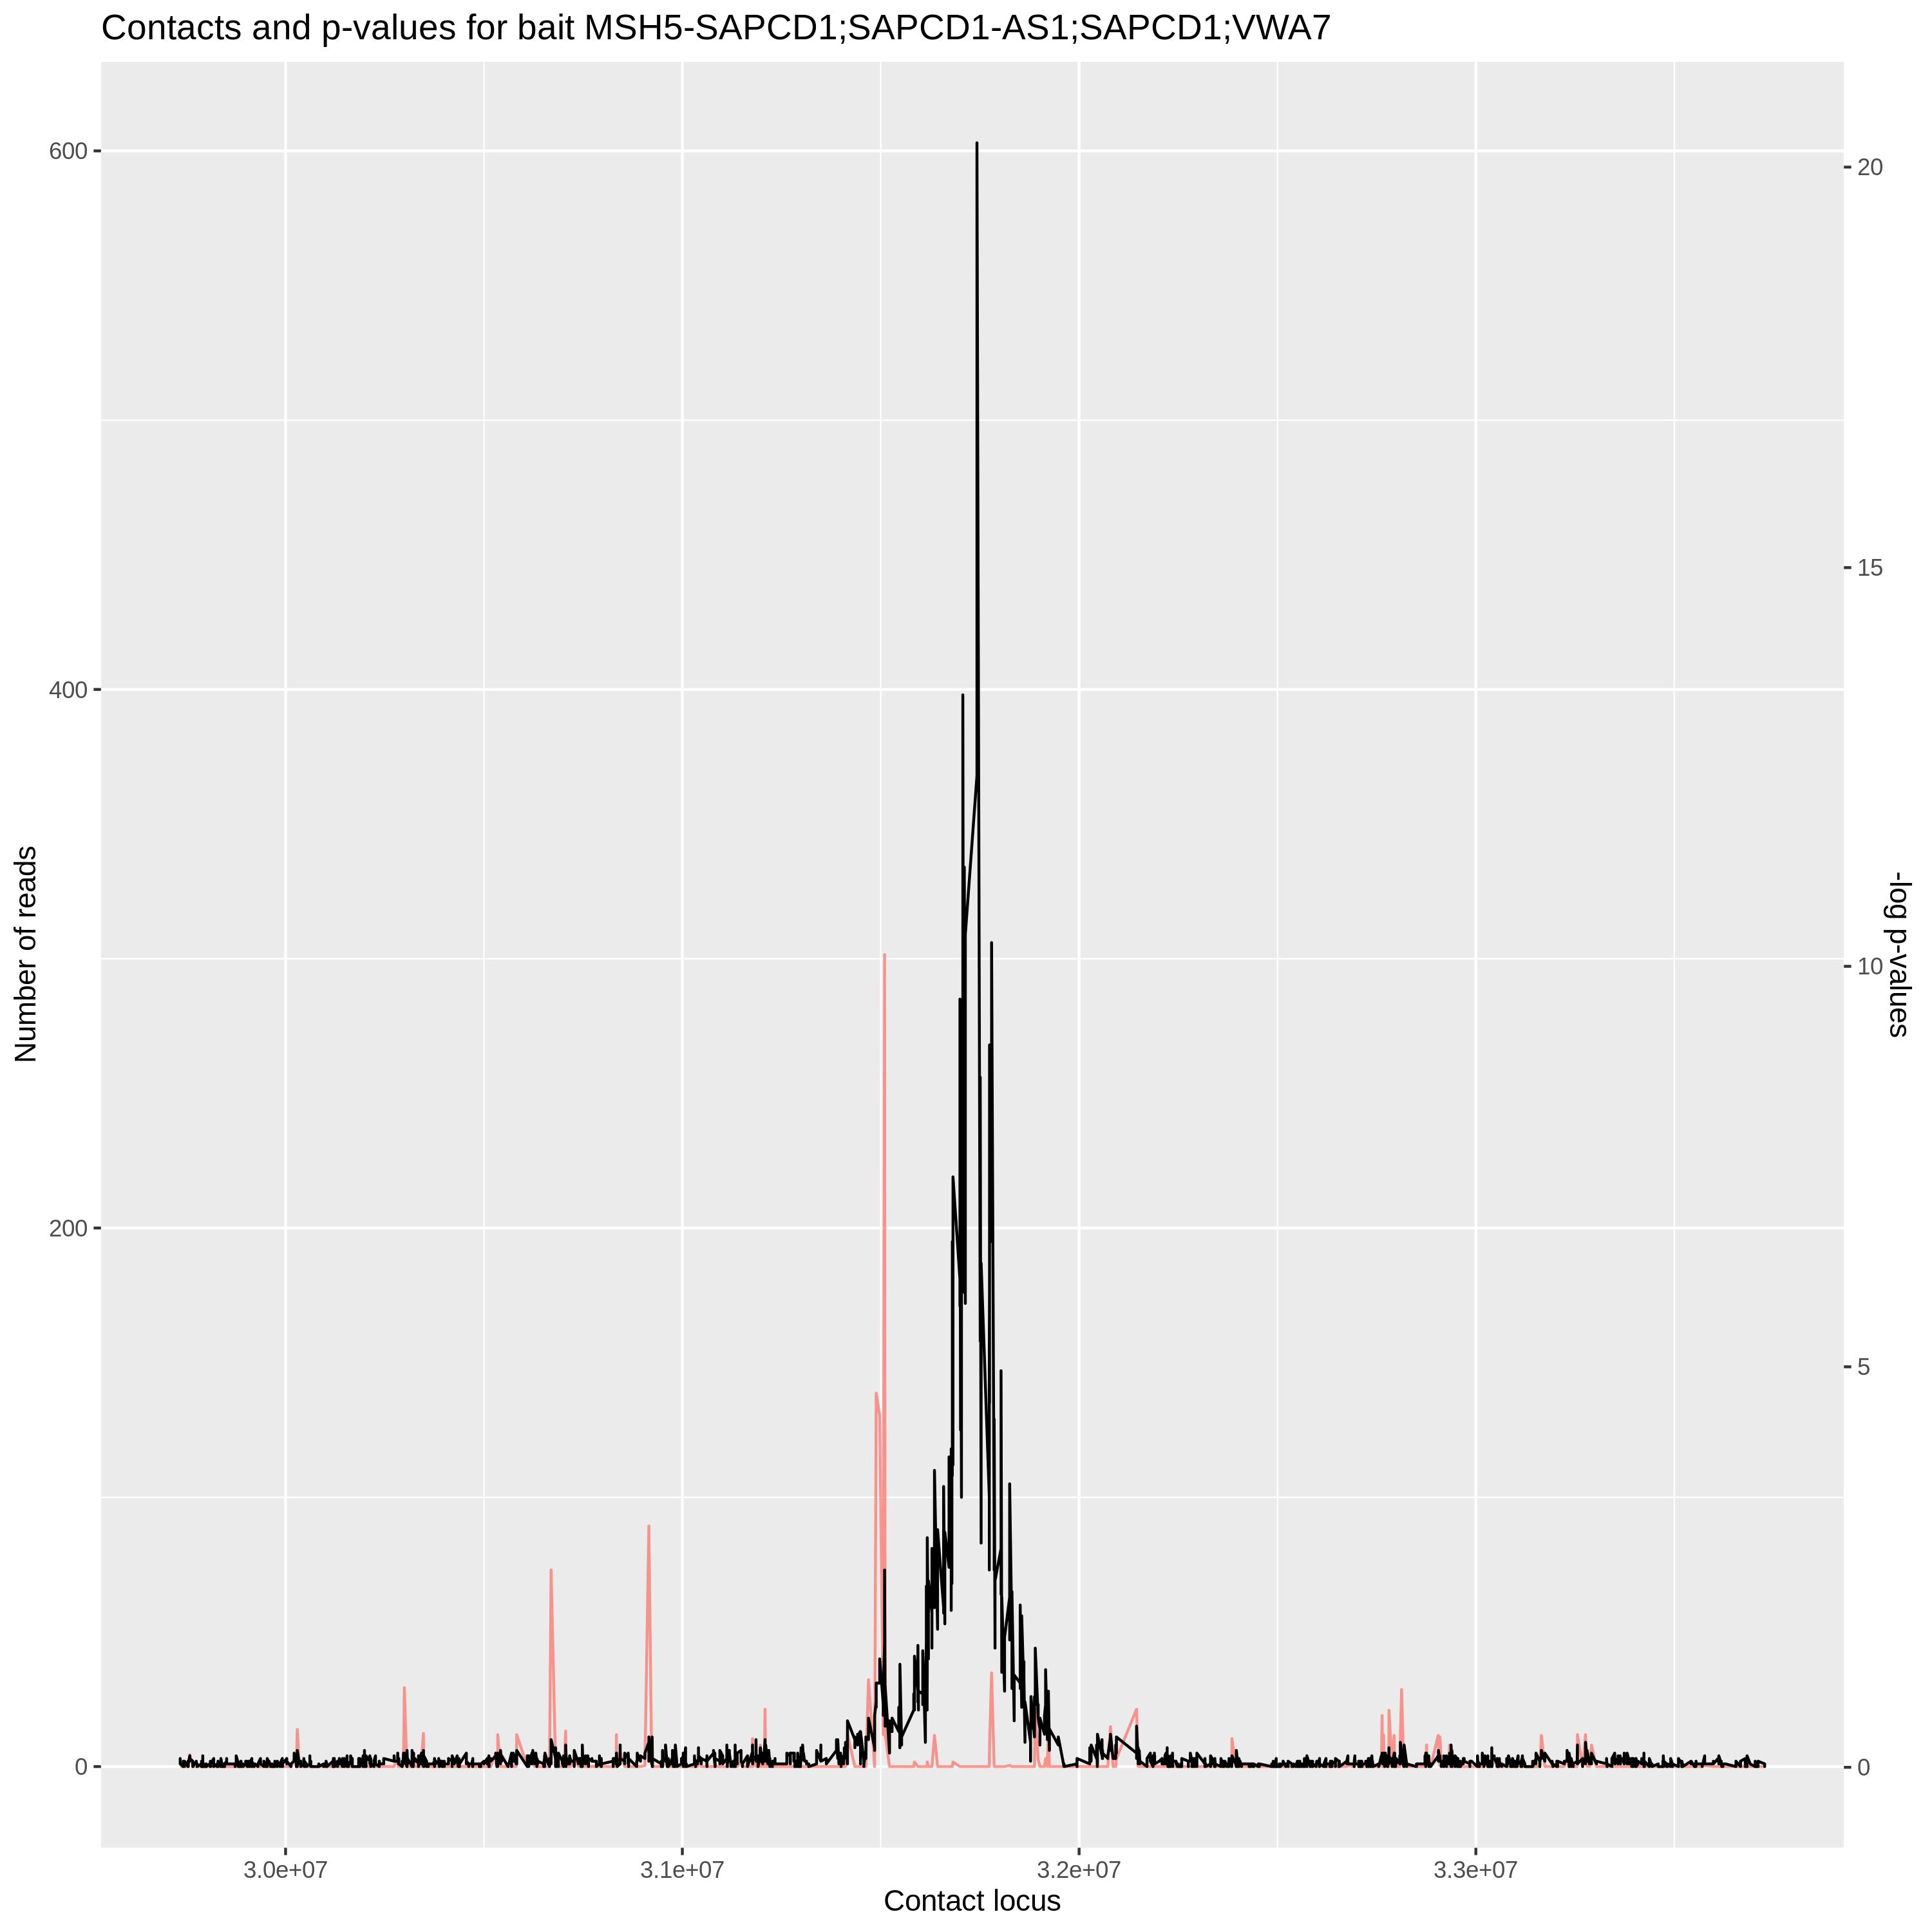 Contacts and p-values for bait MSH5-SAPCD1;SAPCD1-AS1;SAPCD1;VWA7
600
400
200
0
Number of reads
20
15
10
5
0
-log p-values
3.0e+07
3.1e+07
3.2e+07
3.3e+07
Contact locus